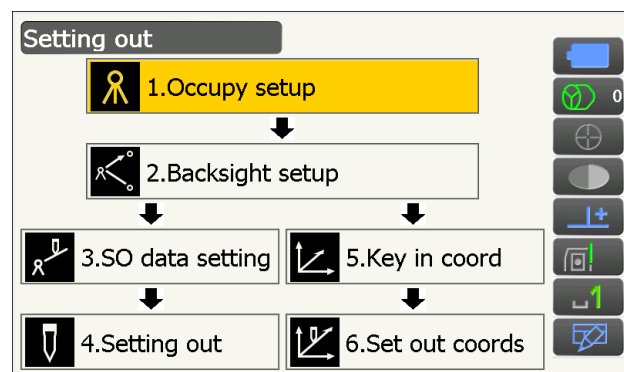 Setting out
1.Occupy setup
2.Backsight setup
3.SO data setting
5.Key in coord
4.Setting out
6.Set out coords
0
1